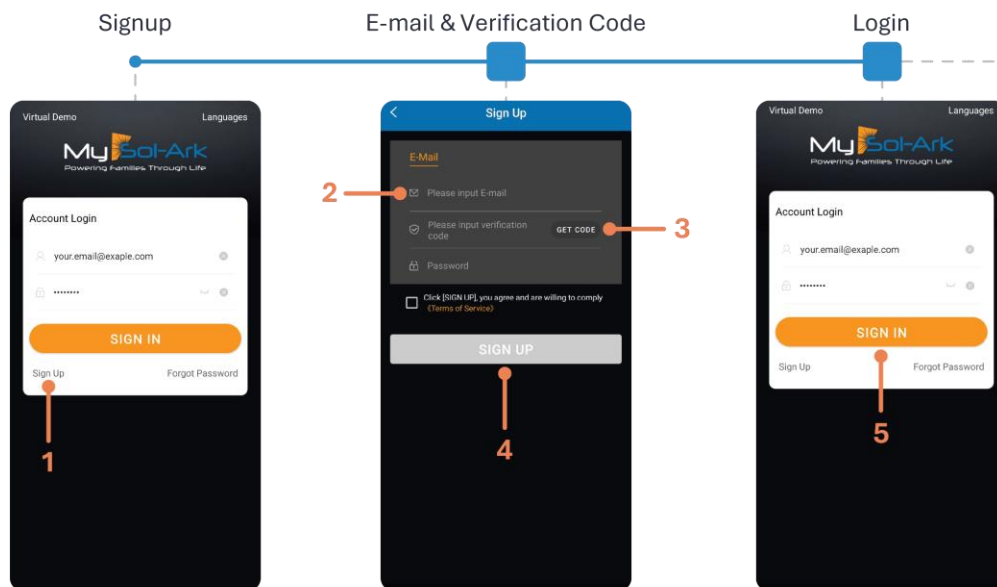 Signup
E-mail & Verification Code
Login
Virtual Demo
Languages
My Sol-Ark
Powering Families Through Life
Account Login
your.email@exaple.com
••••••••
SIGN IN
Sign Up
Forgot Password
1
Sign Up
E-Mail
2
Please input E-mail
Please input verification
code
GET CODE
3
Password
Click [SIGN UP], you agree and are willing to comply
《Terms of Service》
SIGN UP
4
Virtual Demo
Languages
My Sol-Ark
Powering Families Through Life
Account Login
your.email@exaple.com
••••••••
SIGN IN
Sign Up
Forgot Password
5